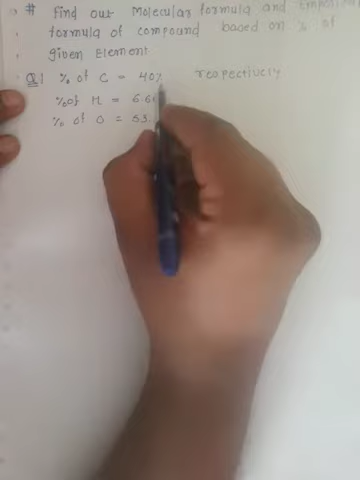 # Find out Molecular formula and
formula of compound based on % of
given Element
Q1 % of C = 40% respectively
% of H = 6.6
% of O = 53.